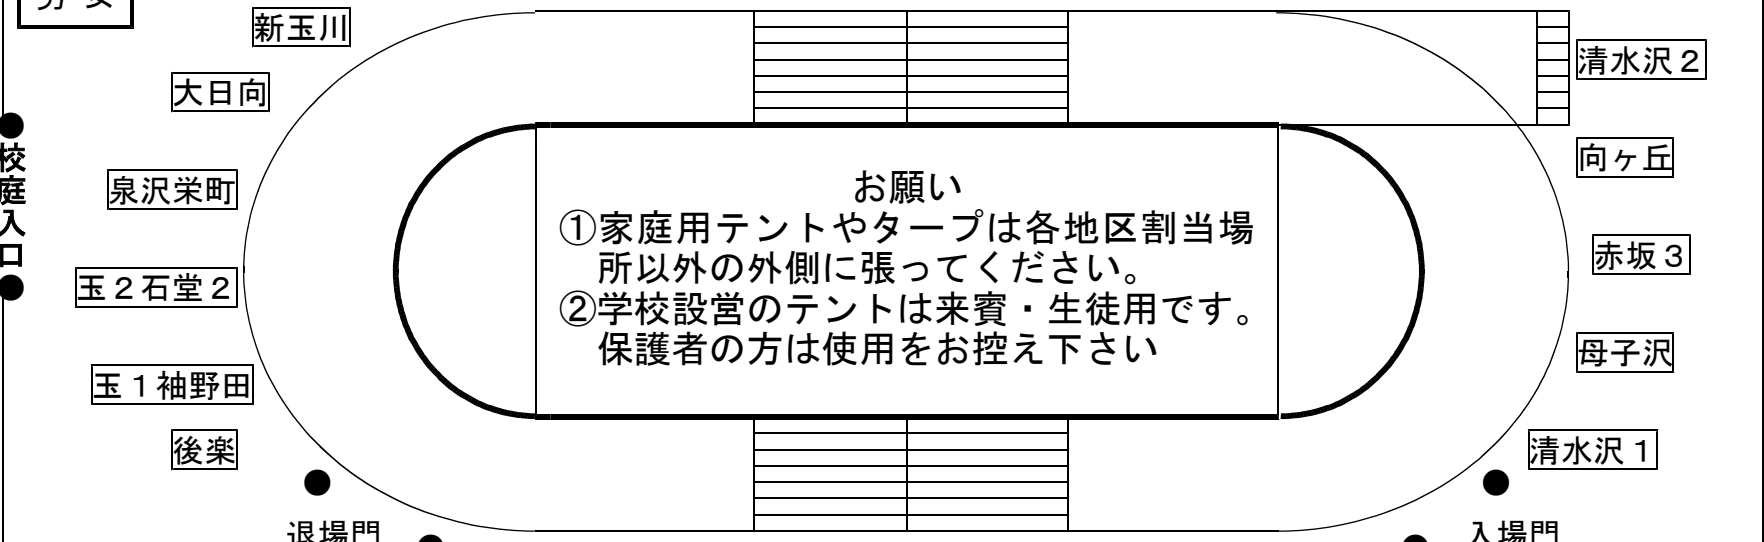 新玉川
大日向
泉沢栄町
玉２石堂２
玉１袖野田
後楽
●校庭入口●
お願い
①家庭用テントやタープは各地区割当場
所以外の外側に張ってください。
②学校設営のテントは来賓・生徒用です。
保護者の方は使用をお控え下さい
清水沢２
向ヶ丘
赤坂３
母子沢
清水沢１
退場門
入場門